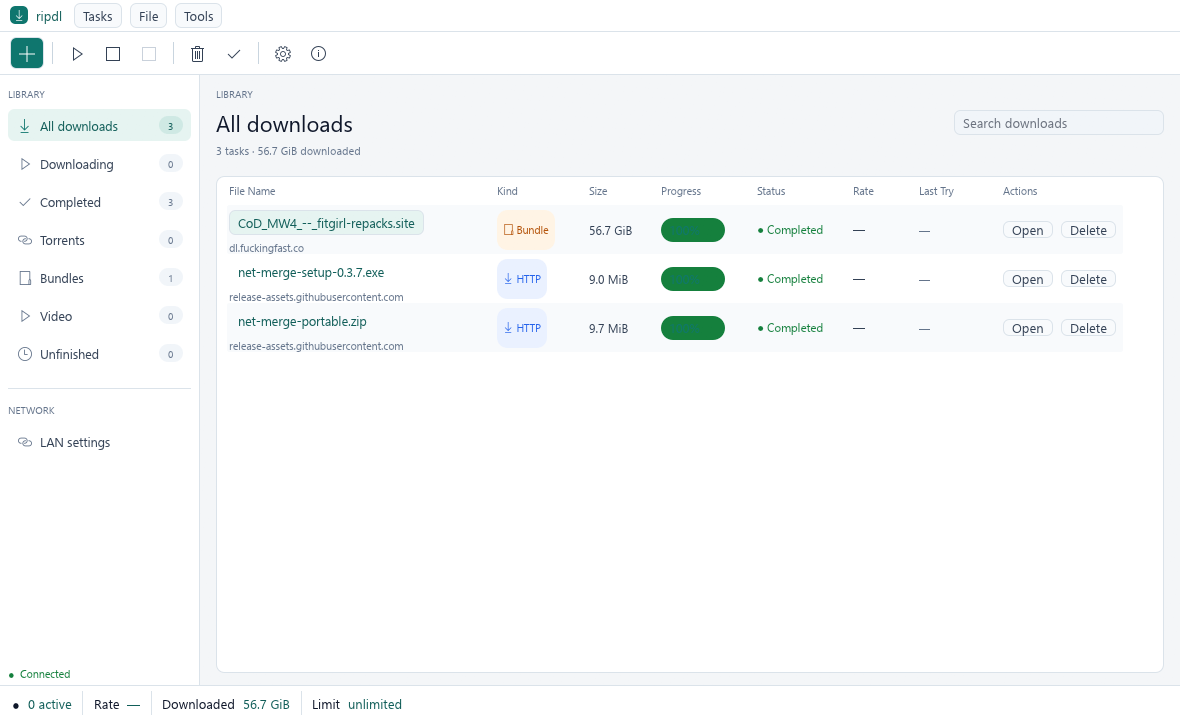 ripdl Tasks File Tools
LIBRARY
All downloads 3
Downloading 0
Completed 3
Torrents 0
Bundles 1
Video 0
Unfinished 0
NETWORK
LAN settings
Connected
LIBRARY
All downloads
Search downloads
3 tasks · 56.7 GiB downloaded
File Name Kind Size Progress Status Rate Last Try Actions
CoD_MW4_--_fitgirl-repacks.site Bundle 56.7 GiB Completed — — Open Delete
dl.fuckingfast.co
net-merge-setup-0.3.7.exe HTTP 9.0 MiB Completed — — Open Delete
release-assets.githubusercontent.com
net-merge-portable.zip HTTP 9.7 MiB Completed — — Open Delete
release-assets.githubusercontent.com
0 active Rate — Downloaded 56.7 GiB Limit unlimited